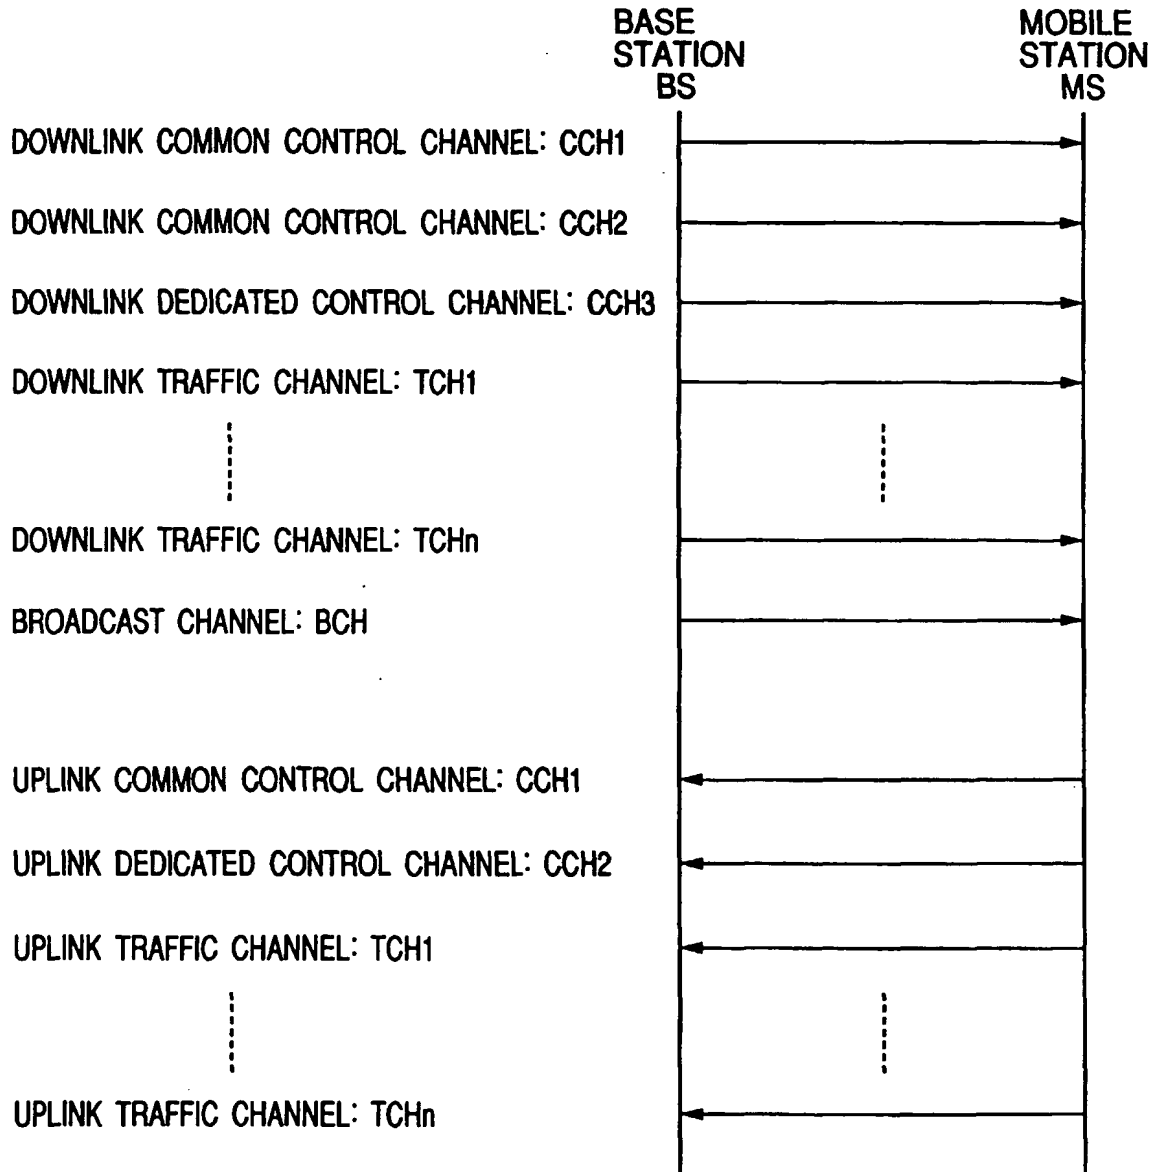 BASE
STATION
BS
MOBILE
STATION
MS
DOWNLINK COMMON CONTROL CHANNEL: CCH1
DOWNLINK COMMON CONTROL CHANNEL: CCH2
DOWNLINK DEDICATED CONTROL CHANNEL: CCH3
DOWNLINK TRAFFIC CHANNEL: TCH1
DOWNLINK TRAFFIC CHANNEL: TCHn
BROADCAST CHANNEL: BCH
UPLINK COMMON CONTROL CHANNEL: CCH1
UPLINK DEDICATED CONTROL CHANNEL: CCH2
UPLINK TRAFFIC CHANNEL: TCH1
UPLINK TRAFFIC CHANNEL: TCHn